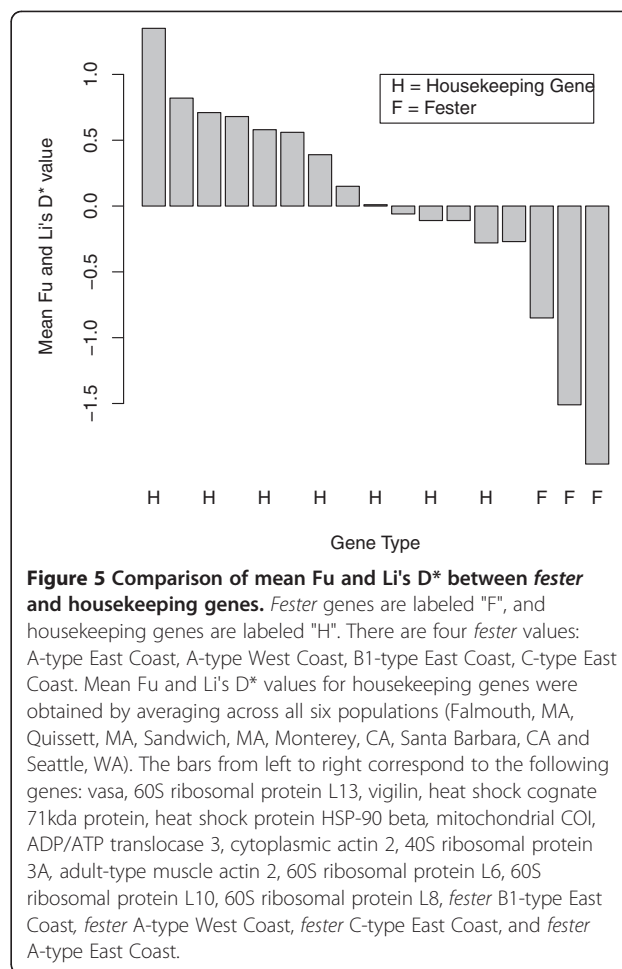 H = Housekeeping Gene
F = Fester
Mean Fu and Li's D* value
1.0
0.5
0.0
−0.5
−1.0
−1.5
H H H H H H H F F F
Gene Type
Figure 5 Comparison of mean Fu and Li's D* between fester
and housekeeping genes. Fester genes are labeled "F", and
housekeeping genes are labeled "H". There are four fester values:
A-type East Coast, A-type West Coast, B1-type East Coast, C-type East
Coast. Mean Fu and Li's D* values for housekeeping genes were
obtained by averaging across all six populations (Falmouth, MA,
Quissett, MA, Sandwich, MA, Monterey, CA, Santa Barbara, CA and
Seattle, WA). The bars from left to right correspond to the following
genes: vasa, 60S ribosomal protein L13, vigilin, heat shock cognate
71kda protein, heat shock protein HSP-90 beta, mitochondrial COI,
ADP/ATP translocase 3, cytoplasmic actin 2, 40S ribosomal protein
3A, adult-type muscle actin 2, 60S ribosomal protein L6, 60S
ribosomal protein L10, 60S ribosomal protein L8, fester B1-type East
Coast, fester A-type West Coast, fester C-type East Coast, and fester
A-type East Coast.